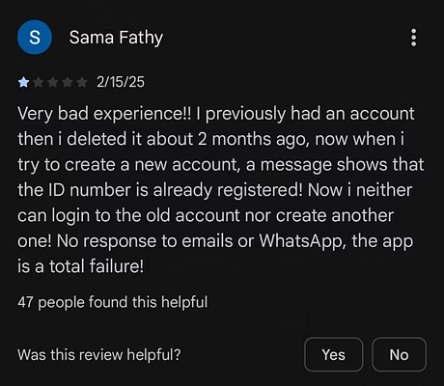 S
Sama Fathy
2/15/25
Very bad experience!! I previously had an account
then i deleted it about 2 months ago, now when i
try to create a new account, a message shows that
the ID number is already registered! Now i neither
can login to the old account nor create another
one! No response to emails or WhatsApp, the app
is a total failure!
47 people found this helpful
Was this review helpful?
Yes
No